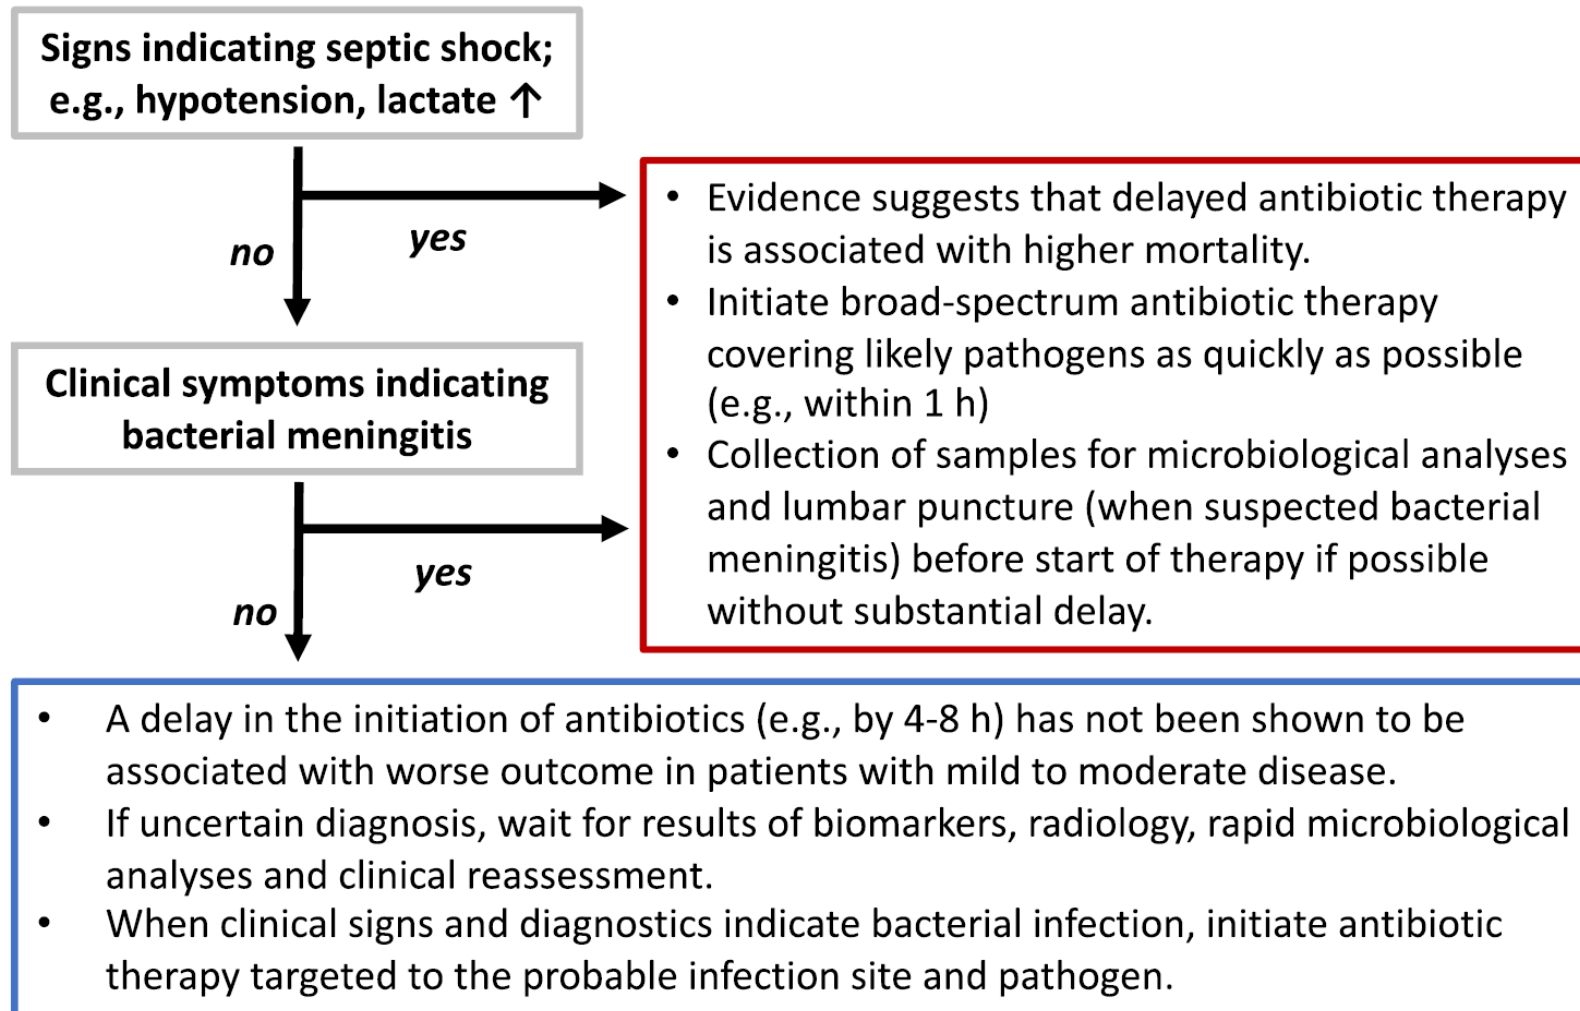 Signs indicating septic shock;
e.g., hypotension, lactate ↑
yes
no
• Evidence suggests that delayed antibiotic therapy
is associated with higher mortality.
• Initiate broad-spectrum antibiotic therapy
covering likely pathogens as quickly as possible
(e.g., within 1 h)
• Collection of samples for microbiological analyses
and lumbar puncture (when suspected bacterial
meningitis) before start of therapy if possible
without substantial delay.
Clinical symptoms indicating
bacterial meningitis
yes
no
• A delay in the initiation of antibiotics (e.g., by 4-8 h) has not been shown to be
associated with worse outcome in patients with mild to moderate disease.
• If uncertain diagnosis, wait for results of biomarkers, radiology, rapid microbiological
analyses and clinical reassessment.
• When clinical signs and diagnostics indicate bacterial infection, initiate antibiotic
therapy targeted to the probable infection site and pathogen.